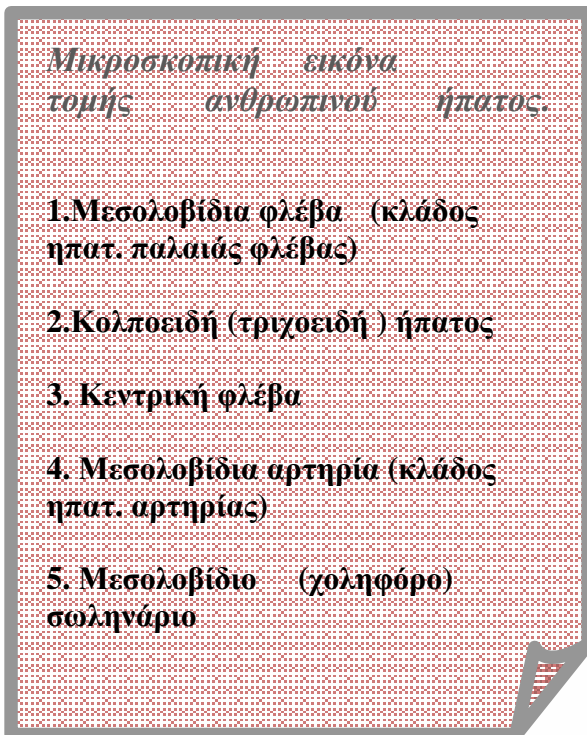 Μικροσκοπική εικόνα
τομής ανθρωπινού ήπατος.
1.Μεσολοβίδια φλέβα (κλάδος
ηπατ. παλαιάς φλέβας)
2.Κολποειδή (τριχοειδή ) ήπατος
3. Κεντρική φλέβα
4. Μεσολοβίδια αρτηρία (κλάδος
ηπατ. αρτηρίας)
5. Μεσολοβίδιο (χοληφόρο)
σωληνάριο